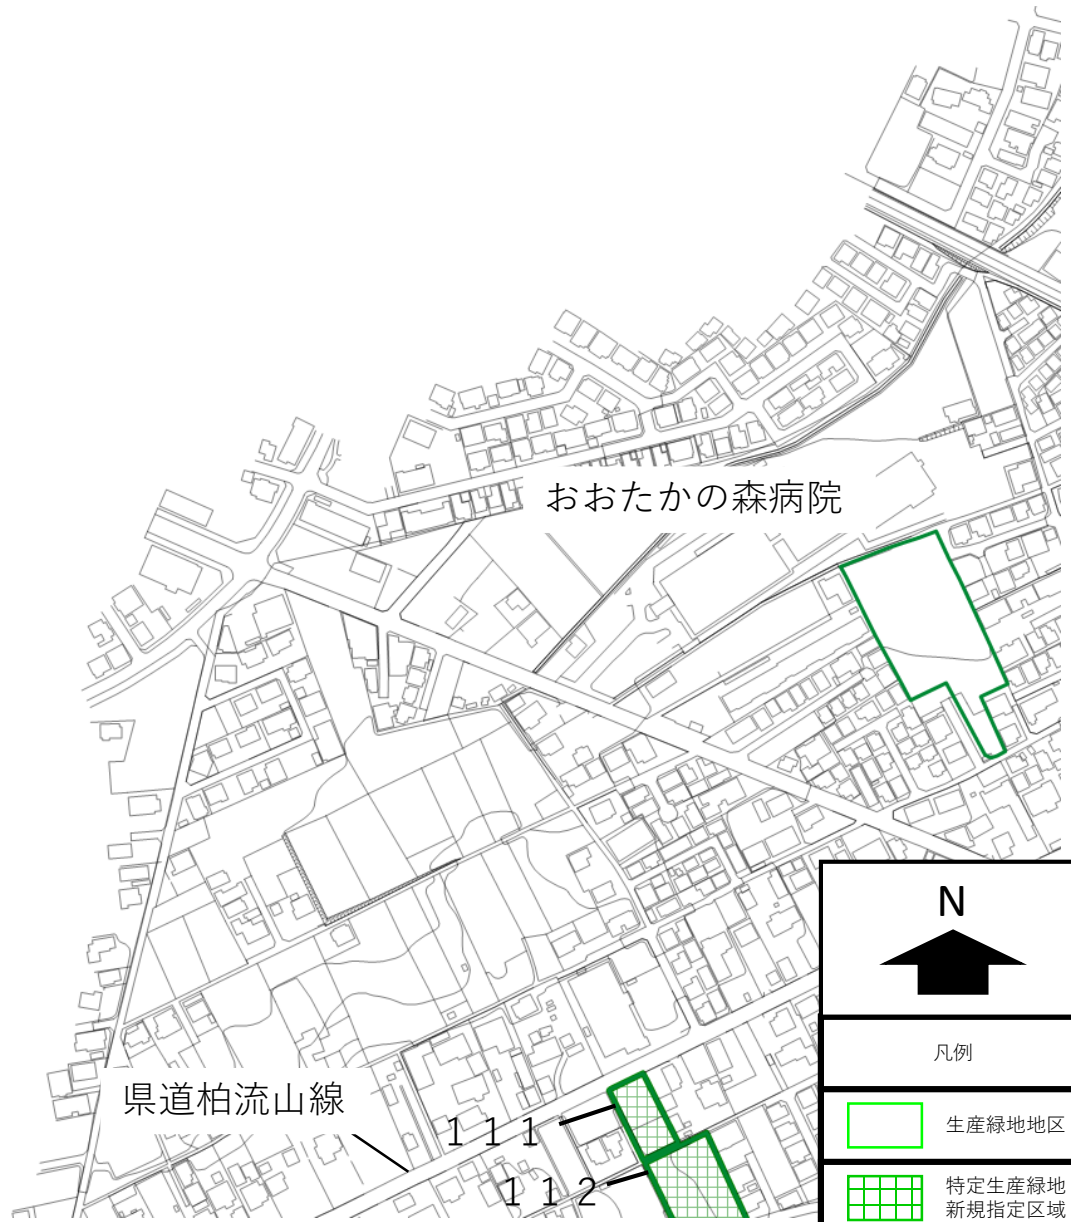 おおたかの森病院
N
凡例
県道柏流山線
１１１
生産緑地地区
１１２
特定生産緑地
新規指定区域